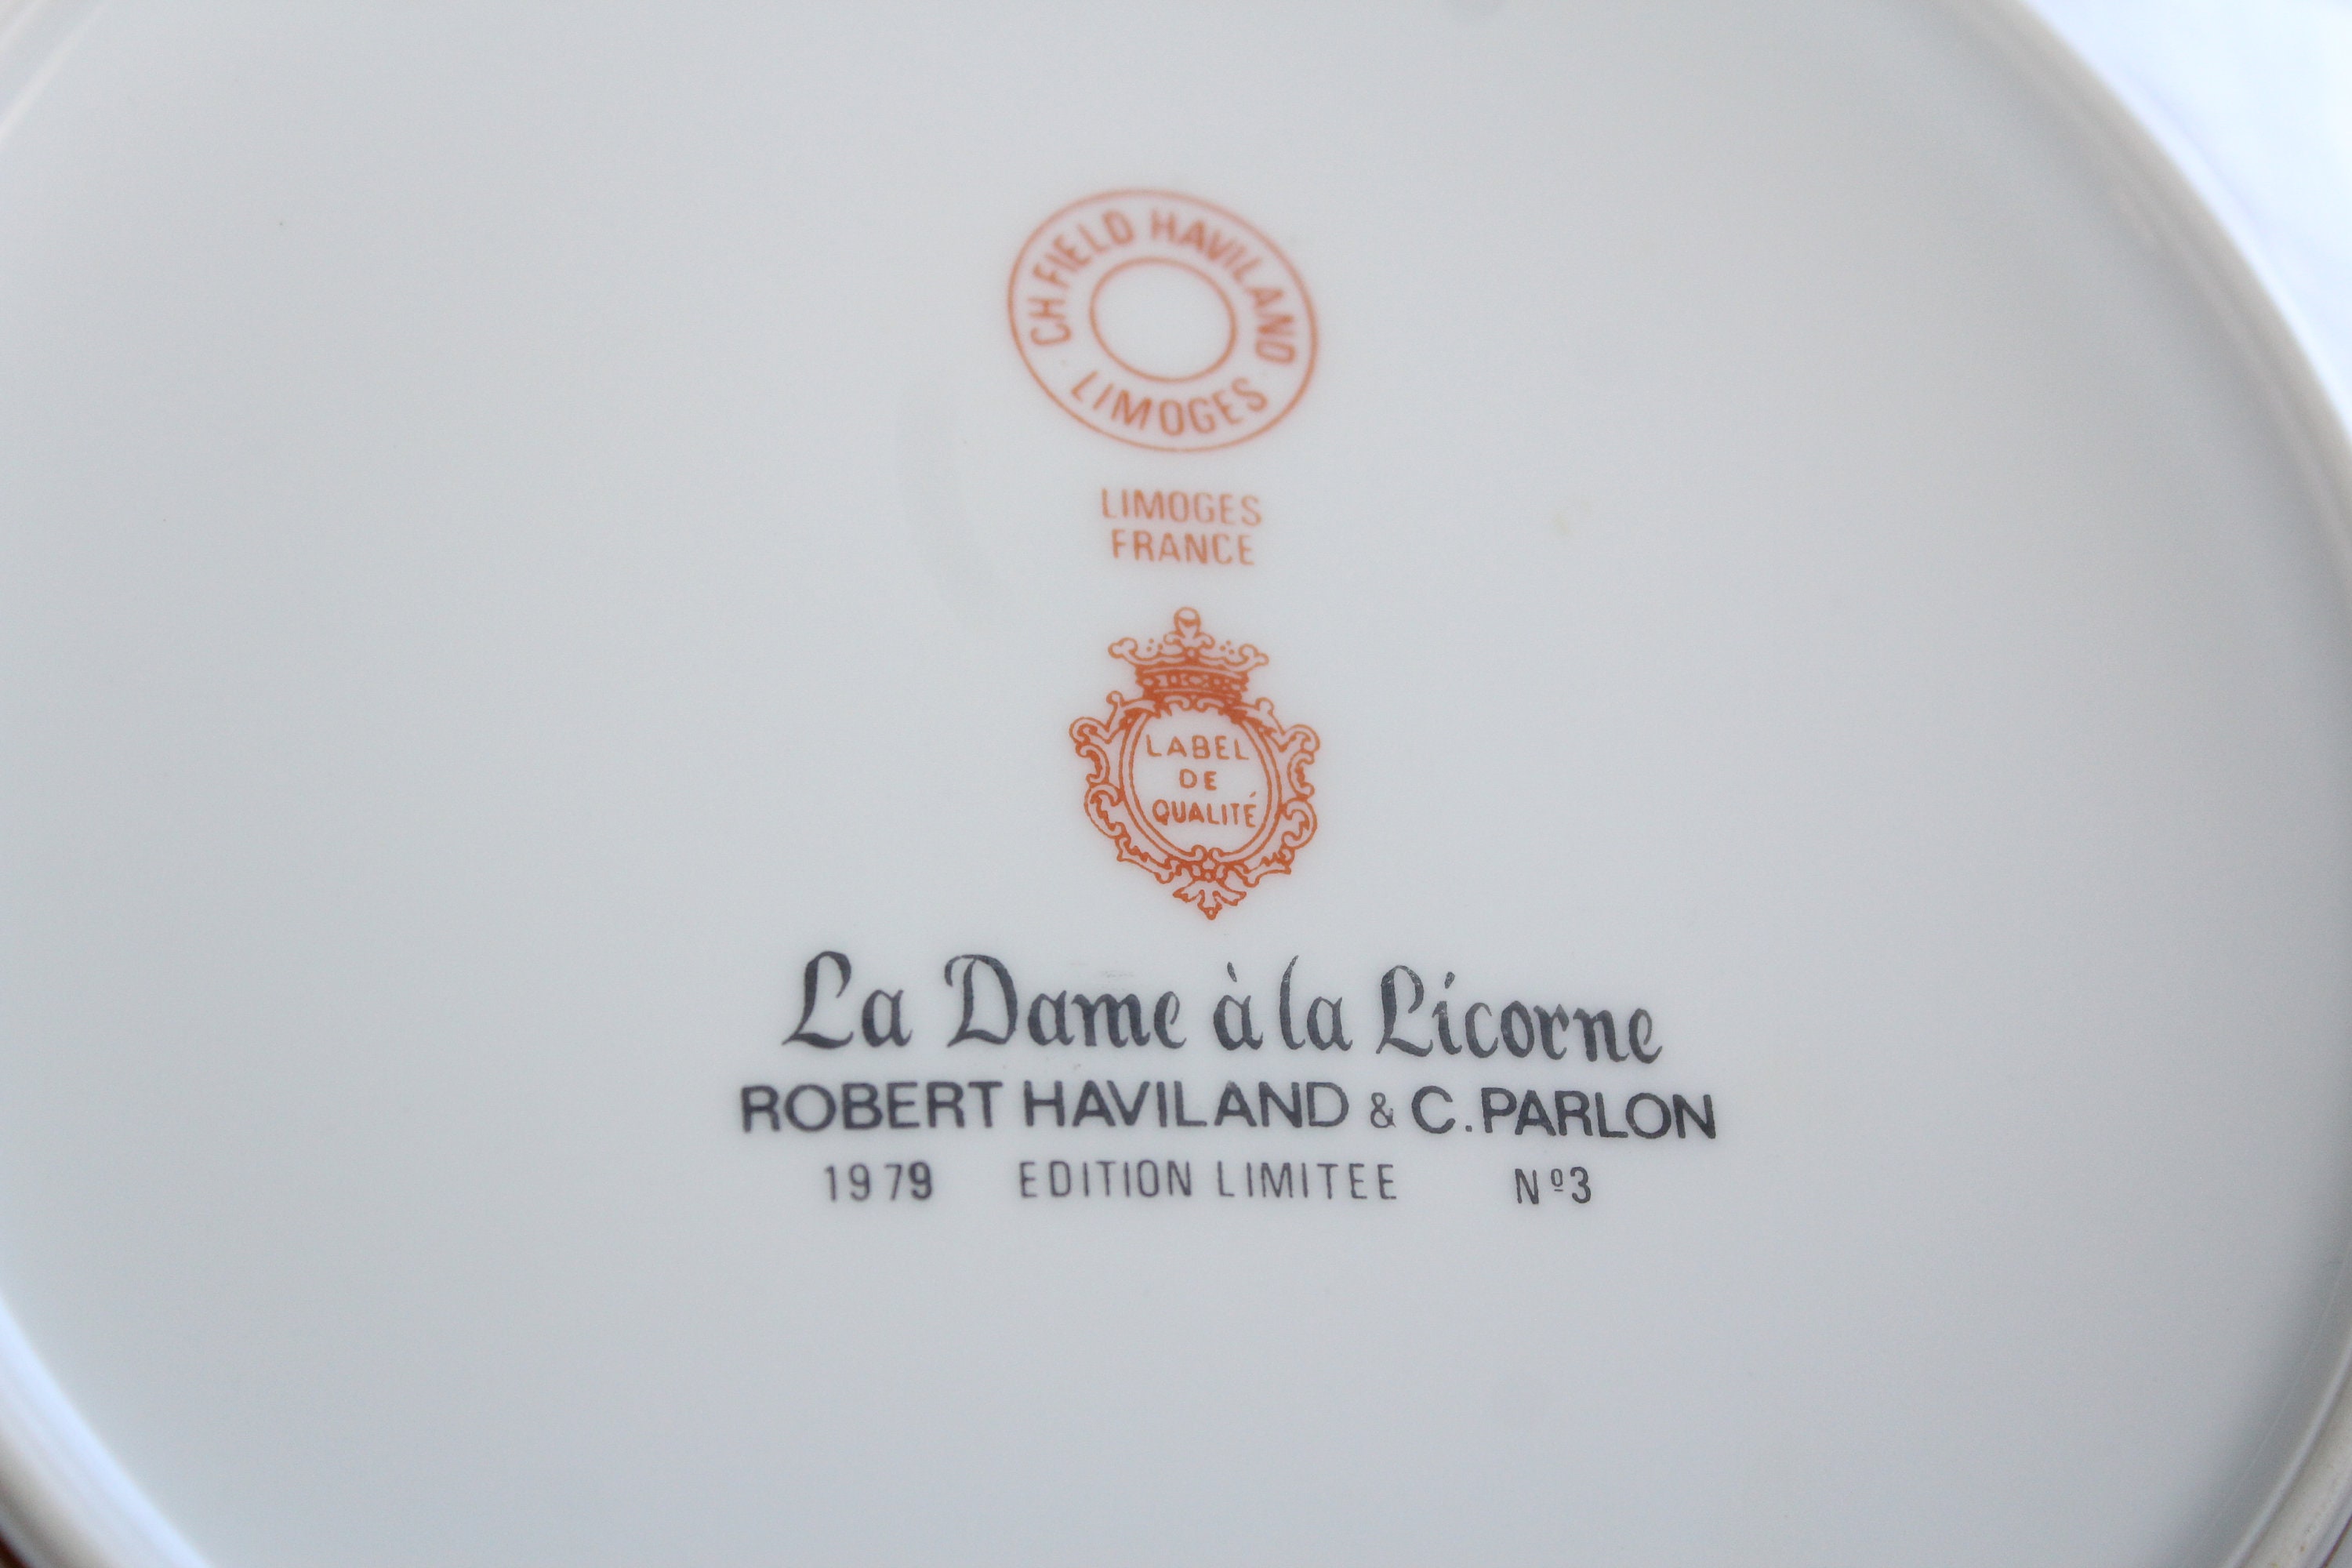 CH.FIELD HAVILAND
LIMOGES
LIMOGES
FRANCE
LABEL
DE
QUALITÉ
La Dame à la Licorne
ROBERT HAVILAND & C. PARLON
1979 EDITION LIMITEE Nº3